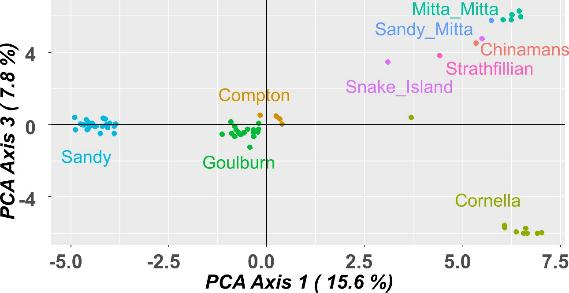 Mitta_Mitta
Sandy_Mitta
Chinamans
Strathfillian
Snake_Island
Compton
Sandy
Goulburn
Cornella
4
0
-4
PCA Axis 3 ( 7.8 %)
-5.0 -2.5 0.0 2.5 5.0 7.5
PCA Axis 1 ( 15.6 %)